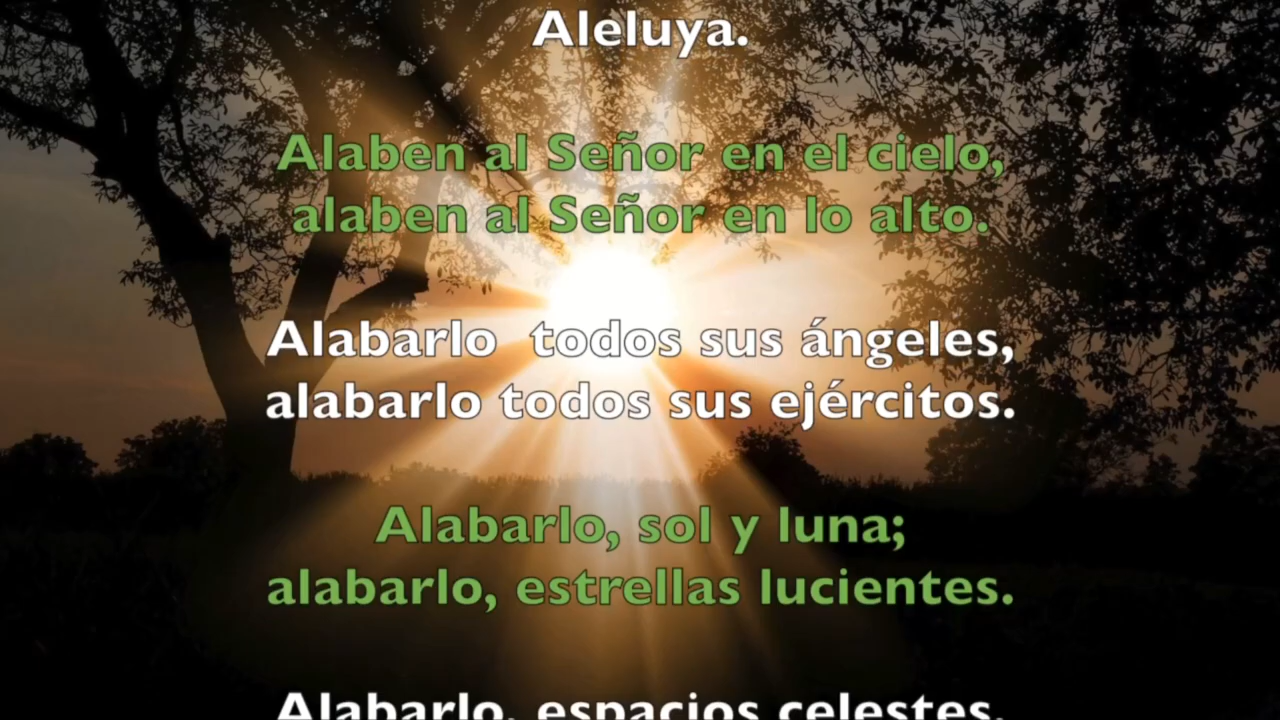 Aleluya.
Alaben al Señor en el cielo,
alaben al Señor en lo alto.
Alabarlo todos sus ángeles,
alabarlo todos sus ejércitos.
Alabarlo, sol y luna;
alabarlo, estrellas lucientes.
Alabarlo, espacios celestes,